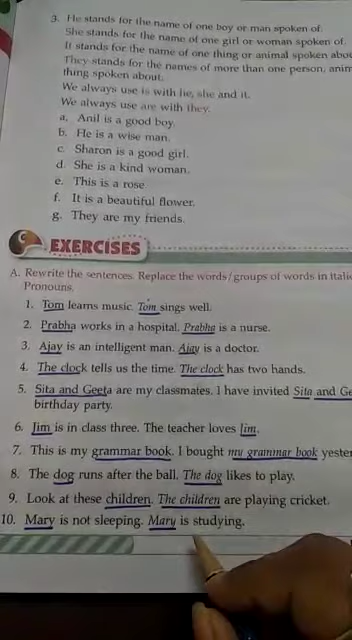 3. He stands for the name of one boy or man spoken of.
She stands for the name of one girl or woman spoken of.
It stands for the name of one thing or animal spoken
They stands for the names of more than one person,
thing spoken about.
We always use is with he, she and it.
We always use are with they.
a. Anil is a good boy.
b. He is a wise man.
c. Sharon is a good girl.
d. She is a kind woman.
e. This is a rose
f. It is a beautiful flower.
g. They are my friends.
EXERCISES
A. Rewrite the sentences. Replace the words/groups of words in
Pronouns.
1. Tom learns music. Tom sings well.
2. Prabha works in a hospital. Prabha is a nurse.
3. Ajay is an intelligent man. Ajay is a doctor.
4. The clock tells us the time. The clock has two hands.
5. Sita and Geeta are my classmates. I have invited Sita and
birthday party.
6. Jim is in class three. The teacher loves Jim.
7. This is my grammar book. I bought my grammar book
8. The dog runs after the ball. The dog likes to play.
9. Look at these children. The children are playing cricket.
10. Mary is not sleeping. Mary is studying.